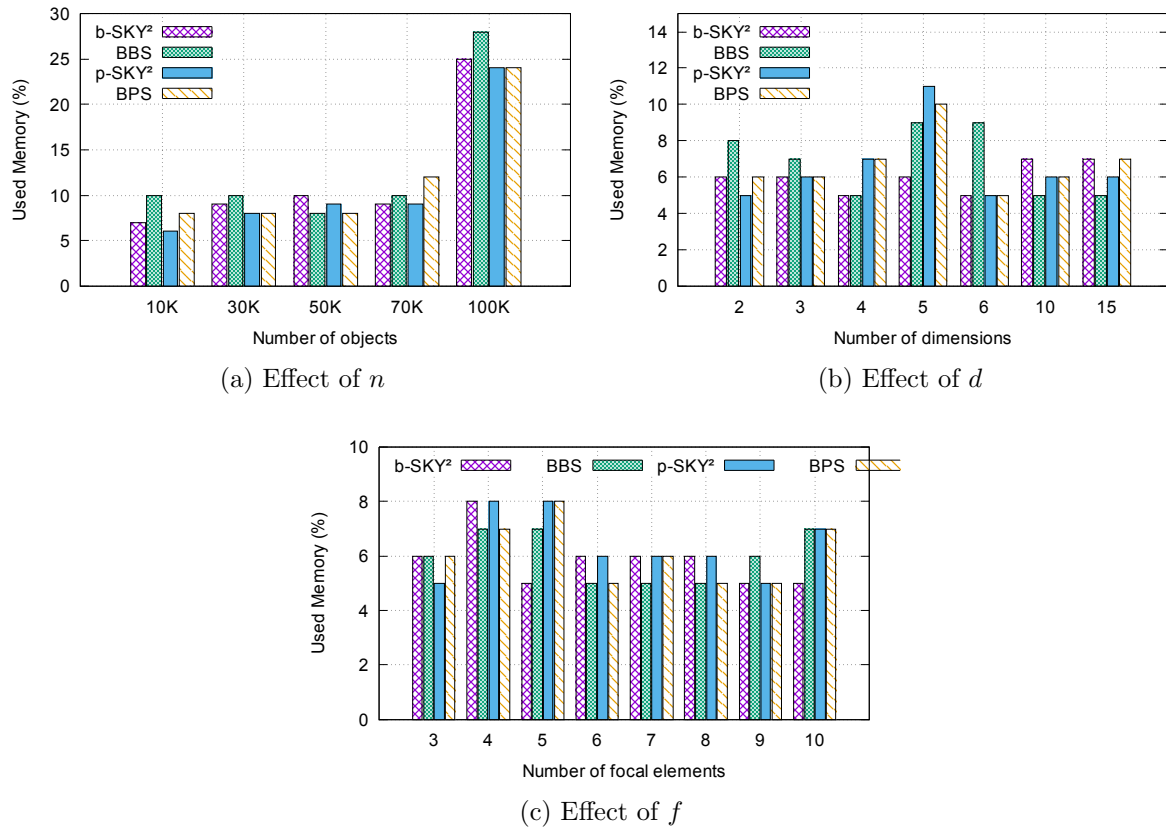 30
25
20
15
10
5
0
Used Memory (%)
b-SKY²
BBS
p-SKY²
BPS
10K 30K 50K 70K 100K
Number of objects
(a) Effect of n
14
12
10
8
6
4
2
0
Used Memory (%)
b-SKY²
BBS
p-SKY²
BPS
2 3 4 5 6 10 15
Number of dimensions
(b) Effect of d
10
8
6
4
2
0
Used Memory (%)
b-SKY² BBS p-SKY² BPS
3 4 5 6 7 8 9 10
Number of focal elements
(c) Effect of f